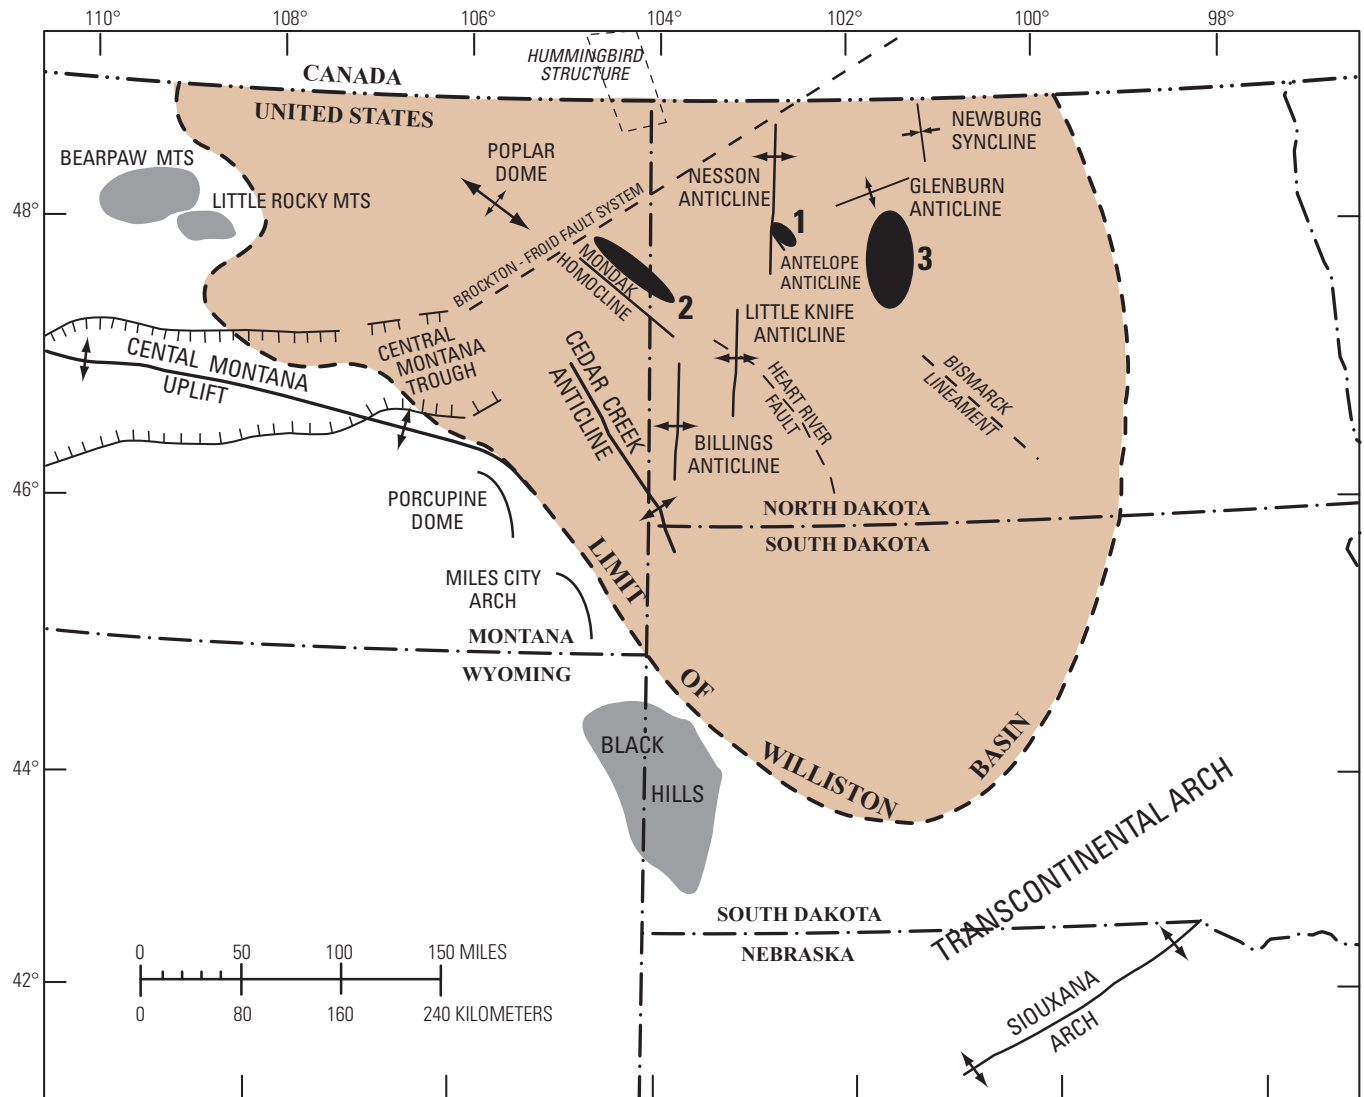 110°
108°
106°
104°
102°
100°
98°
HUMMINGBIRD
STRUCTURE
CANADA
UNITED STATES
NEWBURG
SYNCLINE
BEARPAW MTS
POPLAR
DOME
NESSON
ANTICLINE
GLENBURN
ANTICLINE
LITTLE ROCKY MTS
48°
BROCKTON - FROID FAULT SYSTEM
1
ANTELOPE
ANTICLINE
3
MONDAK
HOMOCLINE
2
LITTLE KNIFE
ANTICLINE
CENTAL MONTANA
UPLIFT
CENTRAL
MONTANA
TROUGH
CEDAR CREEK
ANTICLINE
HEART RIVER
FAULT
BISMARCK
LINEAMENT
BILLINGS
ANTICLINE
46°
PORCUPINE
DOME
NORTH DAKOTA
SOUTH DAKOTA
MILES CITY
ARCH
LIMIT
OF
WILLISTON
BASIN
MONTANA
WYOMING
BLACK
HILLS
44°
TRANSCONTINENTAL ARCH
SOUTH DAKOTA
NEBRASKA
42°
0 50 100 150 MILES
0 80 160 240 KILOMETERS
SIOUXANA
ARCH